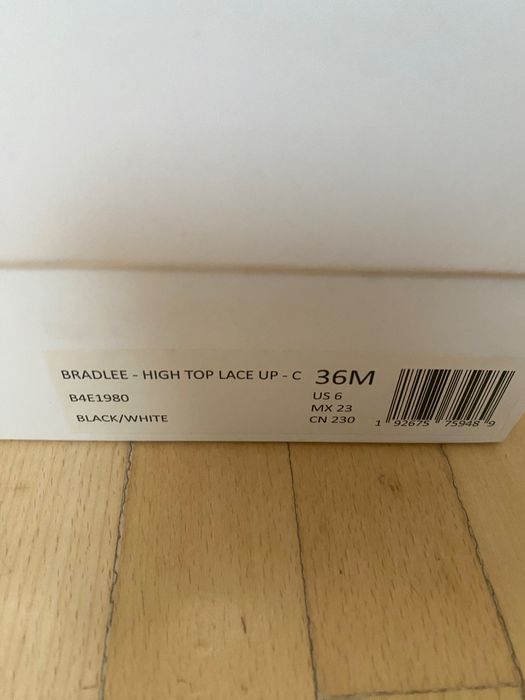 BRADLEE - HIGH TOP LACE UP - C 36M
B4E1980 US 6
MX 23
BLACK/WHITE CN 230
1 92675 75948 9